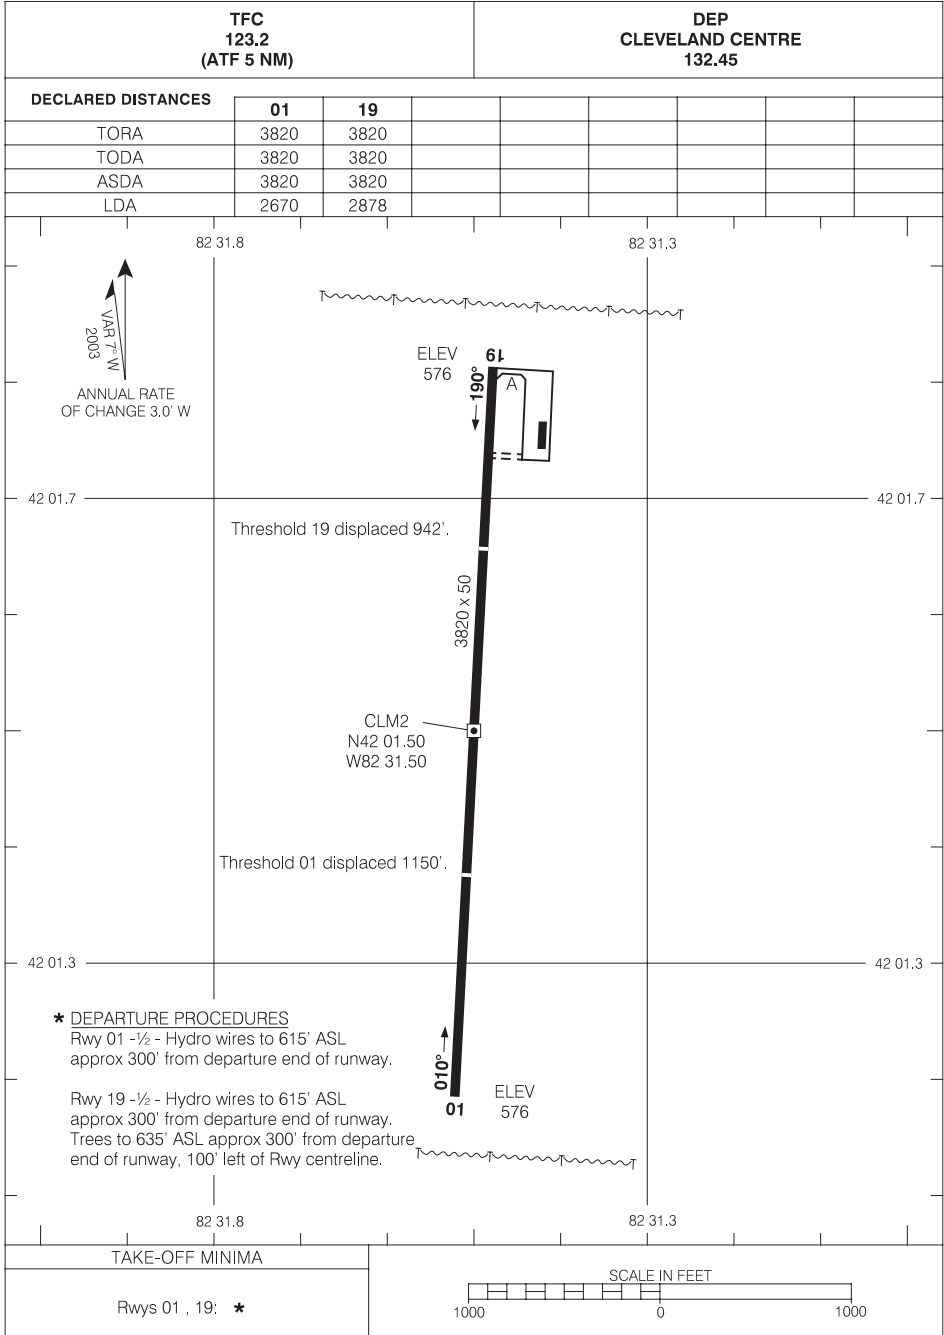 TFC
123.2
(ATF 5 NM)
DEP
CLEVELAND CENTRE
132.45
DECLARED DISTANCES
01 19
TORA 3820 3820
TODA 3820 3820
ASDA 3820 3820
LDA 2670 2878
82 31.8 82 31.3
VAR 7° W
2003
ANNUAL RATE
OF CHANGE 3.0' W
ELEV
576
19
190°
A
42 01.7 42 01.7
Threshold 19 displaced 942'.
3820 x 50
CLM2
N42 01.50
W82 31.50
Threshold 01 displaced 1150'.
42 01.3 42 01.3
* DEPARTURE PROCEDURES
Rwy 01 -½ - Hydro wires to 615' ASL
approx 300' from departure end of runway.
Rwy 19 -½ - Hydro wires to 615' ASL
approx 300' from departure end of runway.
Trees to 635' ASL approx 300' from departure
end of runway, 100' left of Rwy centreline.
010°
01
ELEV
576
82 31.8 82 31.3
TAKE-OFF MINIMA
Rwys 01 , 19: *
SCALE IN FEET
1000 0 1000